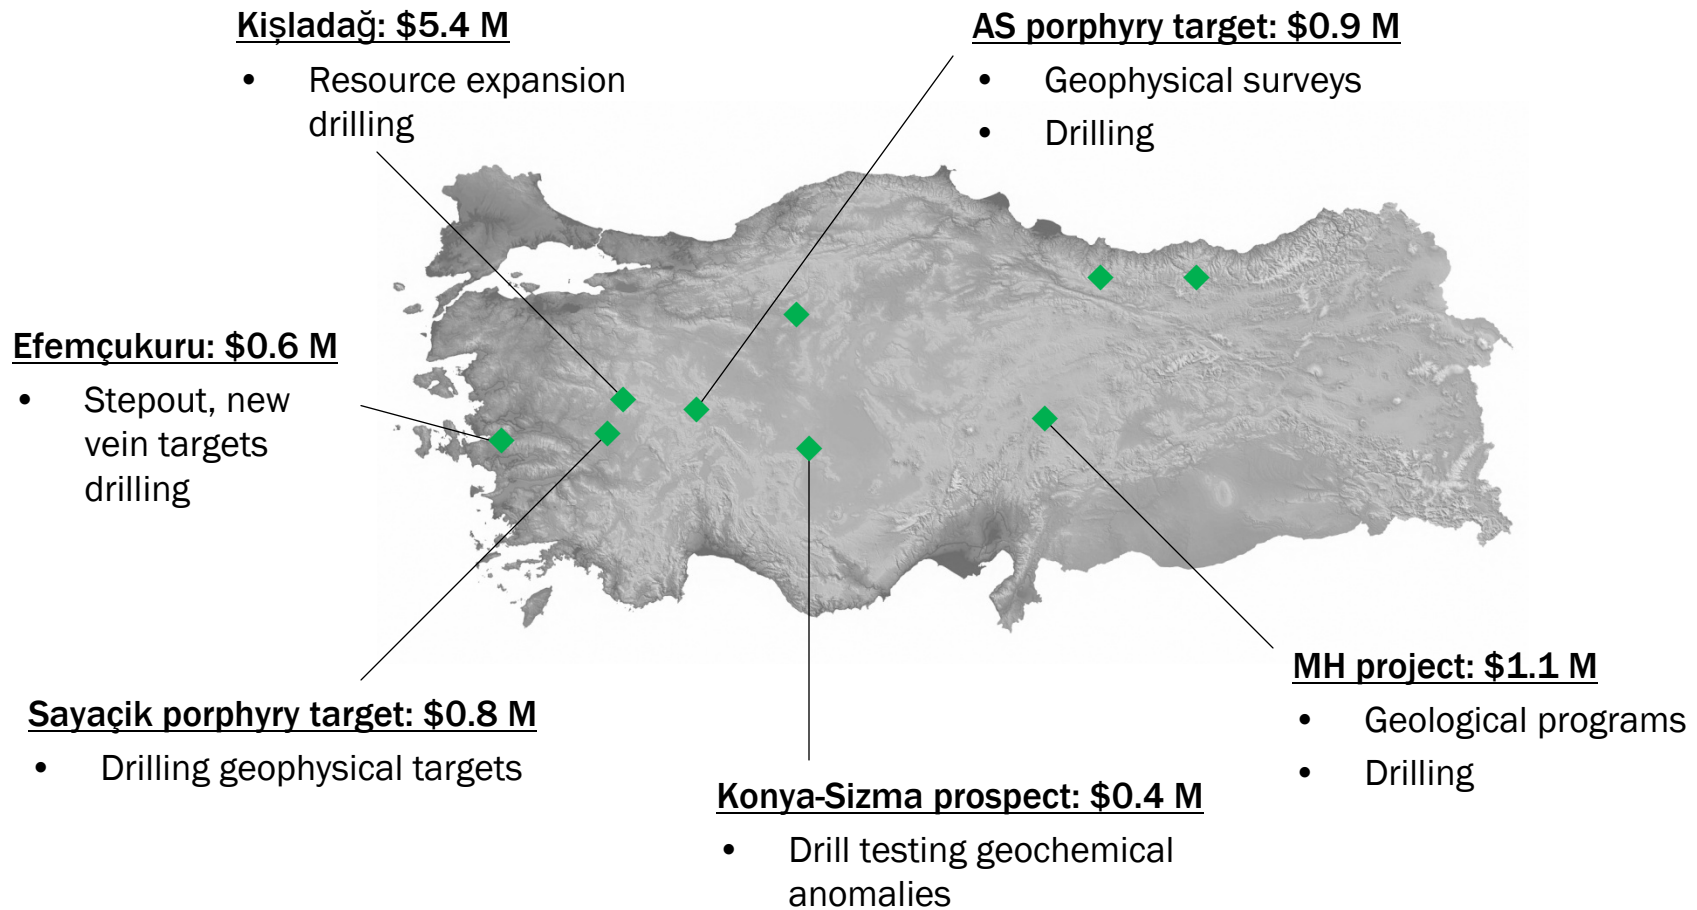 Kişladağ: $5.4 M
• Resource expansion
drilling
AS porphyry target: $0.9 M
• Geophysical surveys
• Drilling
Efemçukuru: $0.6 M
• Stepout, new
vein targets
drilling
Sayaçik porphyry target: $0.8 M
• Drilling geophysical targets
Konya-Sizma prospect: $0.4 M
• Drill testing geochemical
anomalies
MH project: $1.1 M
• Geological programs
• Drilling